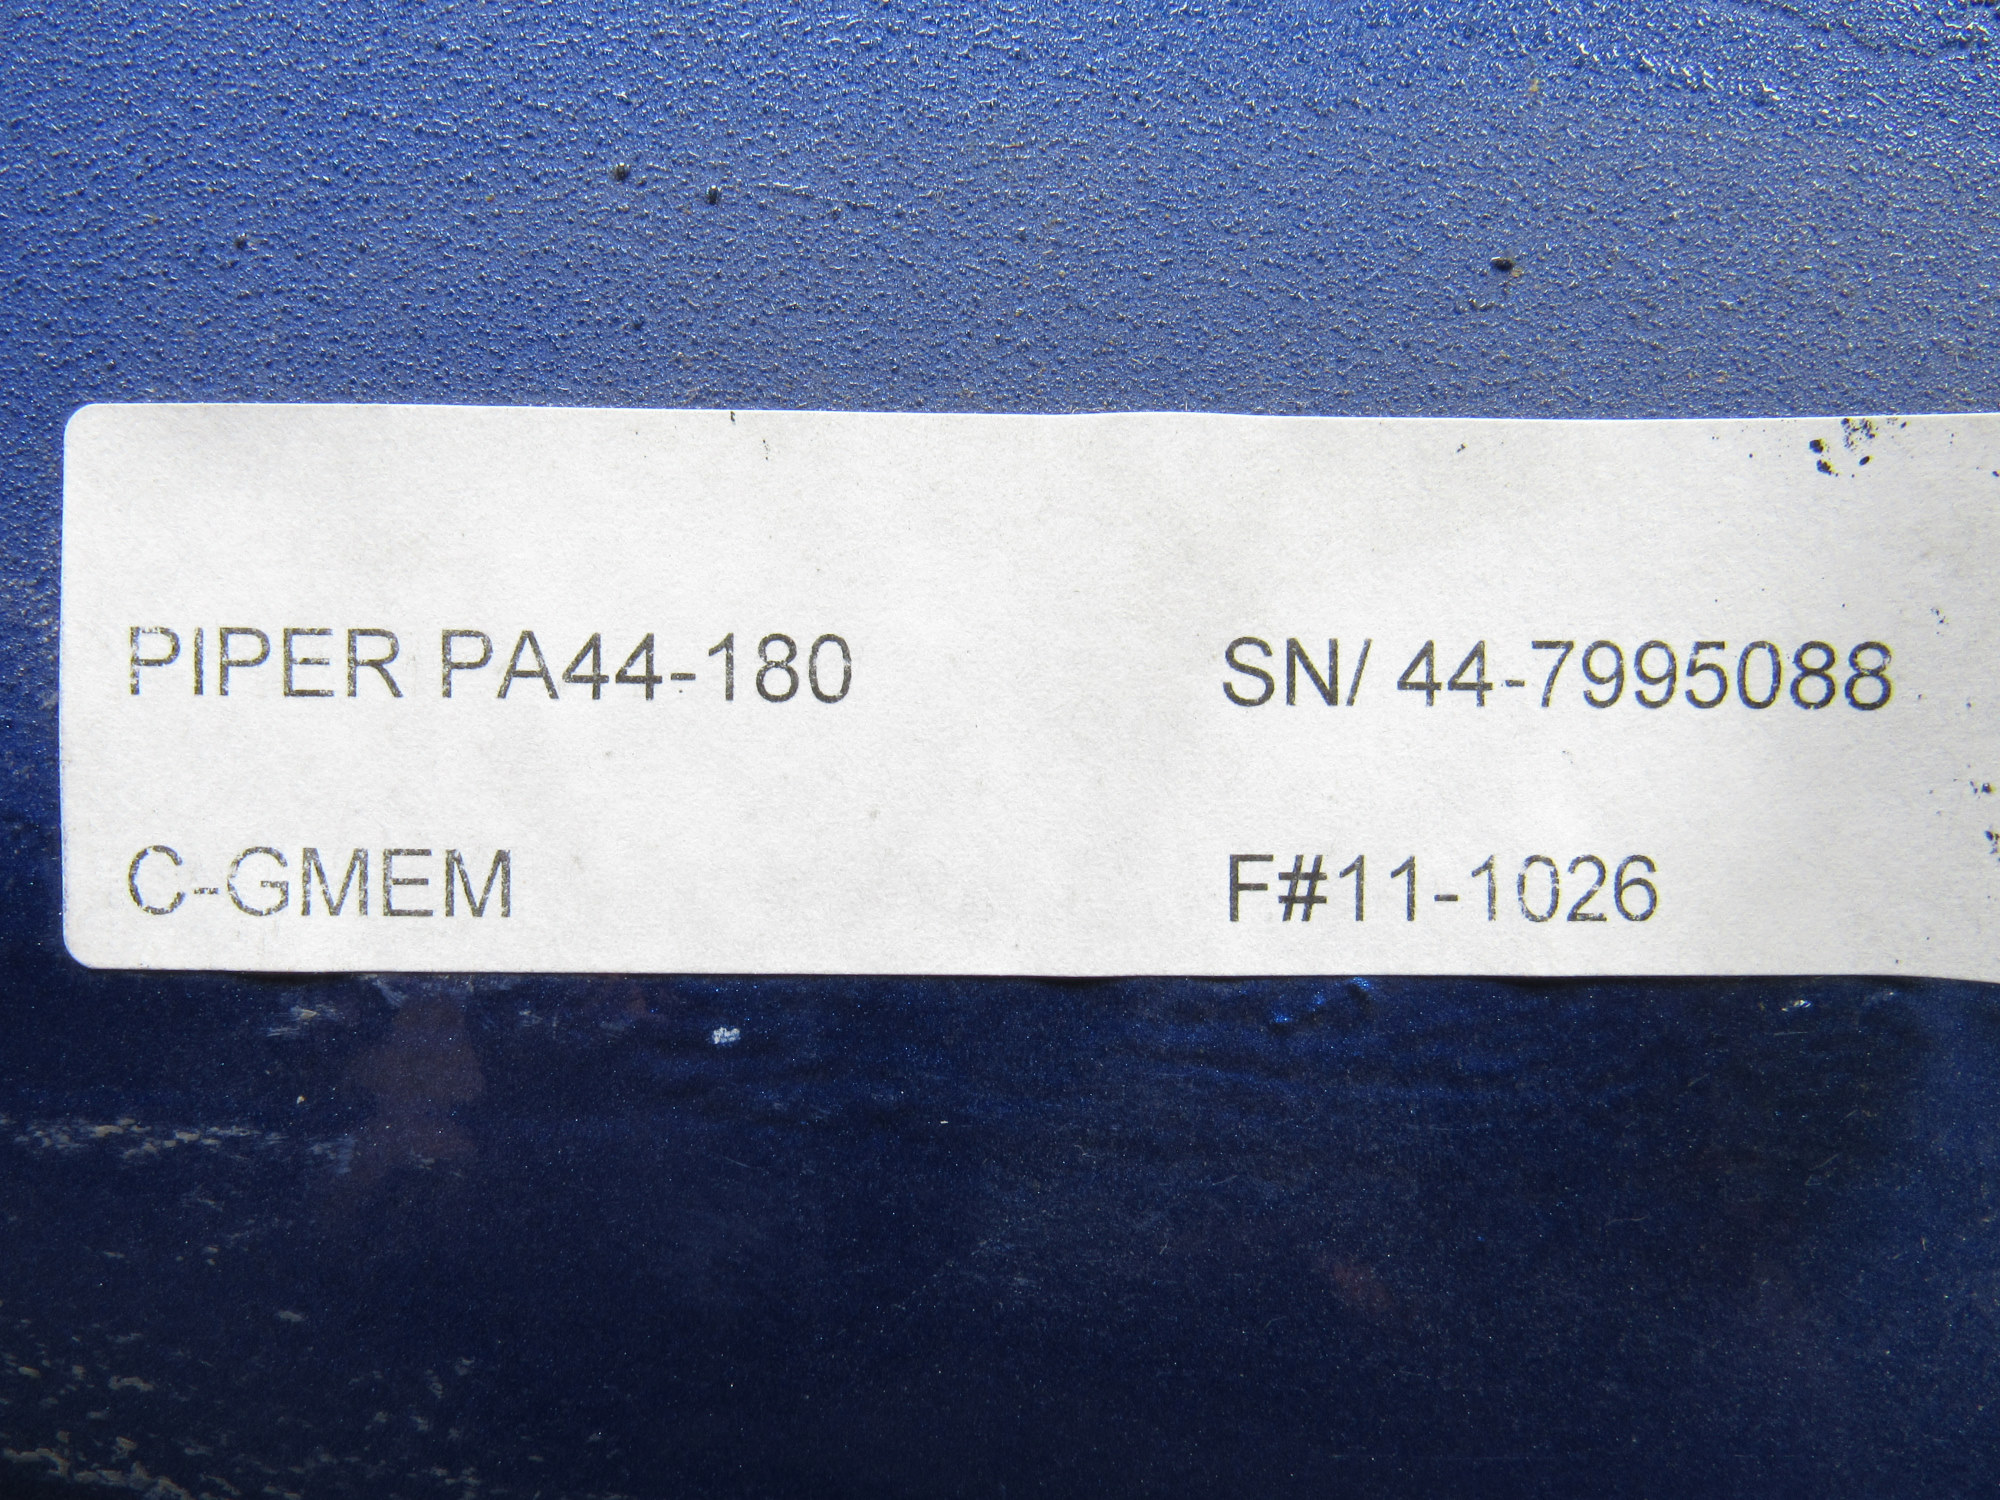 PIPER PA44-180 SN/ 44-7995088
C-GMEM F#11-1026